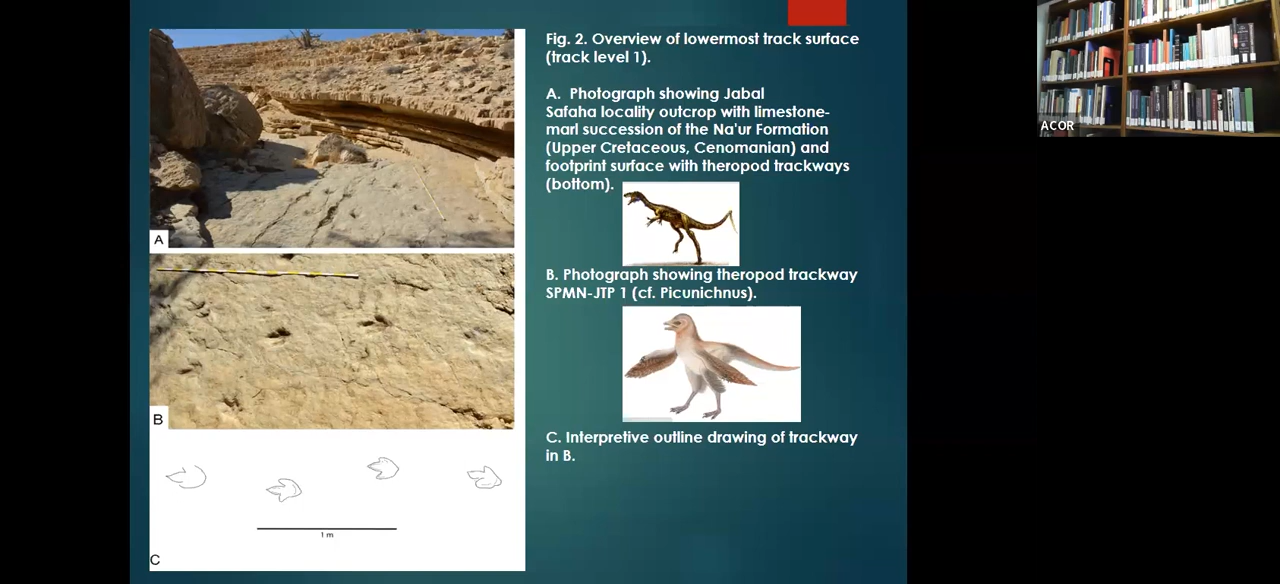 Fig. 2. Overview of lowermost track surface
(track level 1).
A. Photograph showing Jabal
Safaha locality outcrop with limestone-
marl succession of the Na'ur Formation
(Upper Cretaceous, Cenomanian) and
footprint surface with theropod trackways
(bottom).
B. Photograph showing theropod trackway
SPMN-JTP 1 (cf. Picunichnus).
C. Interpretive outline drawing of trackway
in B.
A
B
1 m
C
ACOR